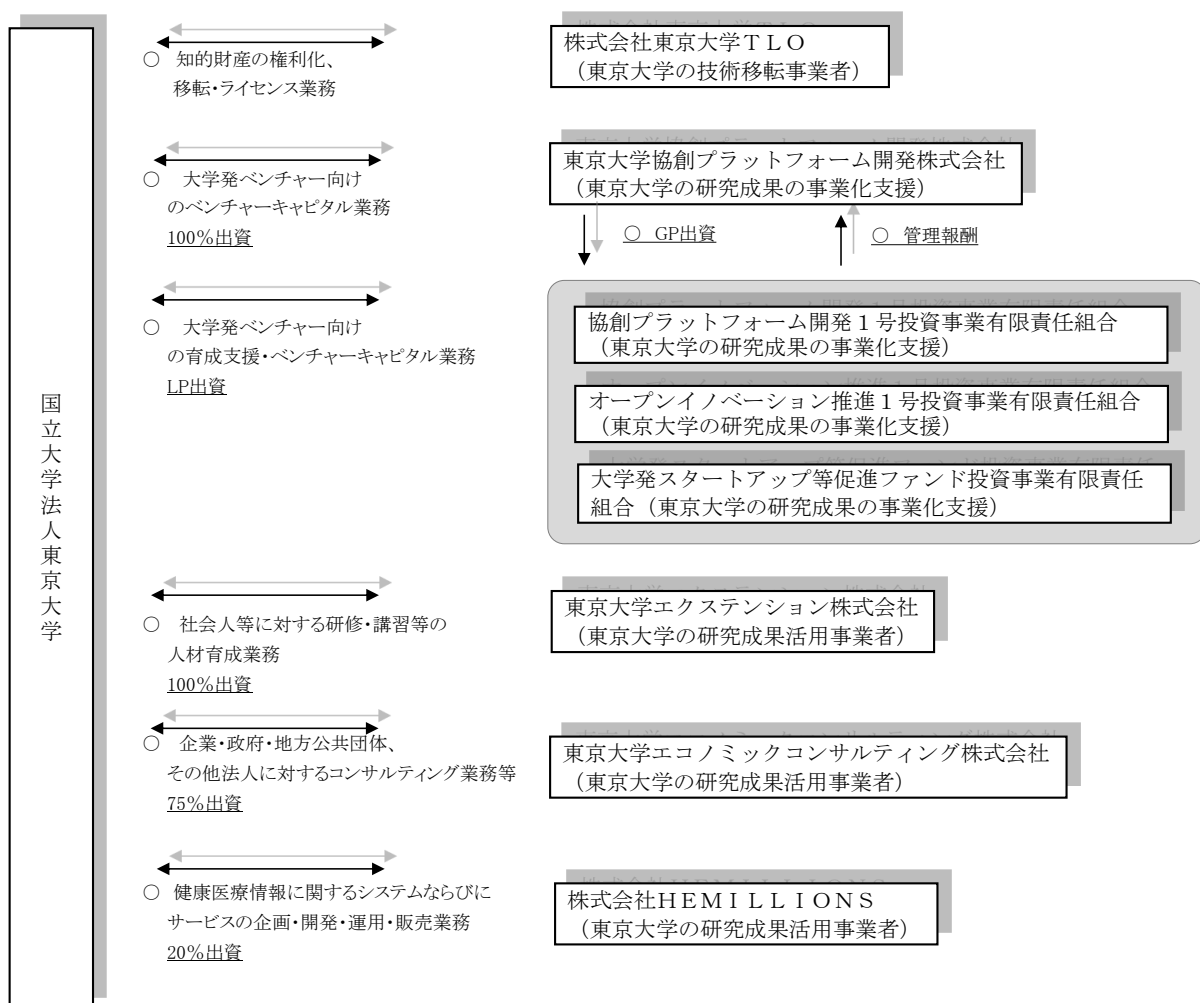 国立大学法人東京大学
○ 知的財産の権利化、
移転・ライセンス業務
株式会社東京大学TLO
（東京大学の技術移転事業者）
○ 大学発ベンチャー向け
のベンチャーキャピタル業務
100%出資
東京大学協創プラットフォーム開発株式会社
（東京大学の研究成果の事業化支援）
○ GP出資
○ 管理報酬
○ 大学発ベンチャー向け
の育成支援・ベンチャーキャピタル業務
LP出資
協創プラットフォーム開発１号投資事業有限責任組合
（東京大学の研究成果の事業化支援）
オープンイノベーション推進１号投資事業有限責任組合
（東京大学の研究成果の事業化支援）
大学発スタートアップ等促進ファンド投資事業有限責任
組合（東京大学の研究成果の事業化支援）
○ 社会人等に対する研修・講習等の
人材育成業務
100%出資
東京大学エクステンション株式会社
（東京大学の研究成果活用事業者）
○ 企業・政府・地方公共団体、
その他法人に対するコンサルティング業務等
75%出資
東京大学エコノミックコンサルティング株式会社
（東京大学の研究成果活用事業者）
○ 健康医療情報に関するシステムならびに
サービスの企画・開発・運用・販売業務
20%出資
株式会社HEMILLIONS
（東京大学の研究成果活用事業者）